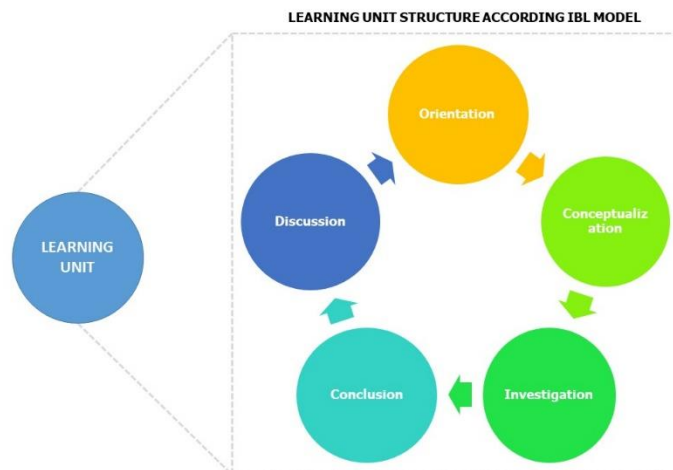 LEARNING UNIT STRUCTURE ACCORDING IBL MODEL
Orientation
Conceptualiz
ation
Investigation
Conclusion
Discussion
LEARNING
UNIT